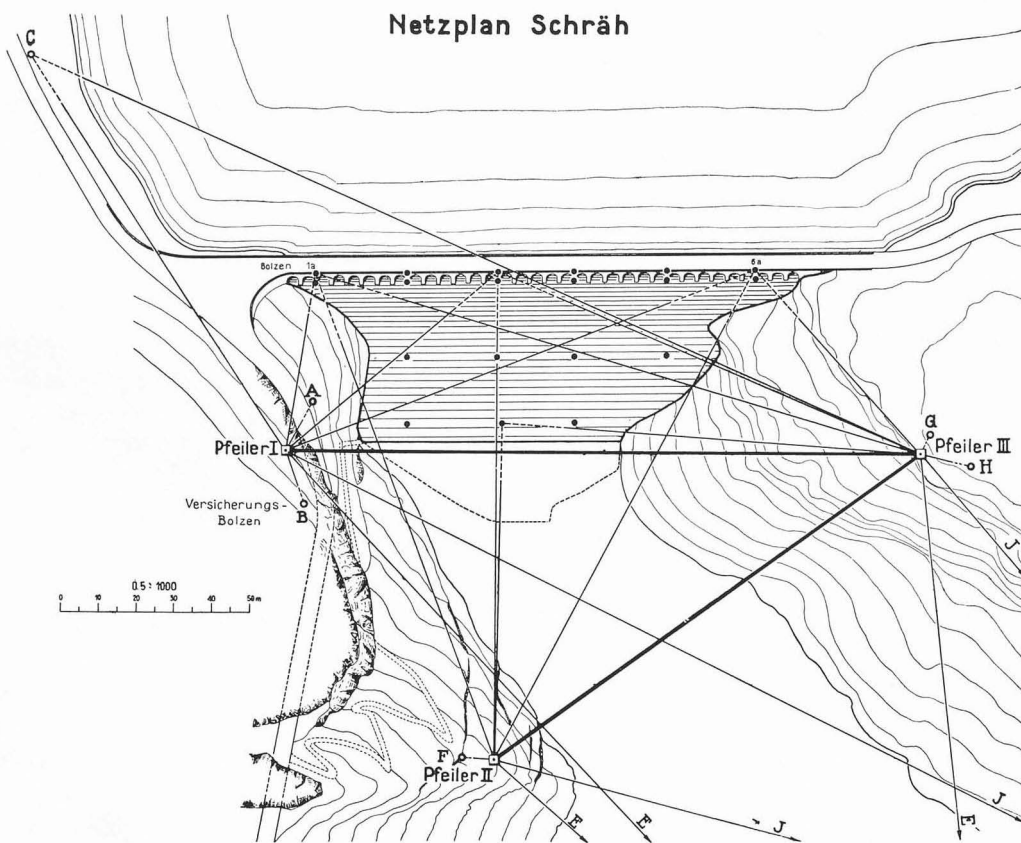 Netzplan Schräh
C
Bolzen 1a
6a
A
Pfeiler I
G
Pfeiler III
H
Versicherungs-
Bolzen
B
J
0.5 : 1000
0 10 20 30 40 50 m
F
Pfeiler II
E
E
J
E
J